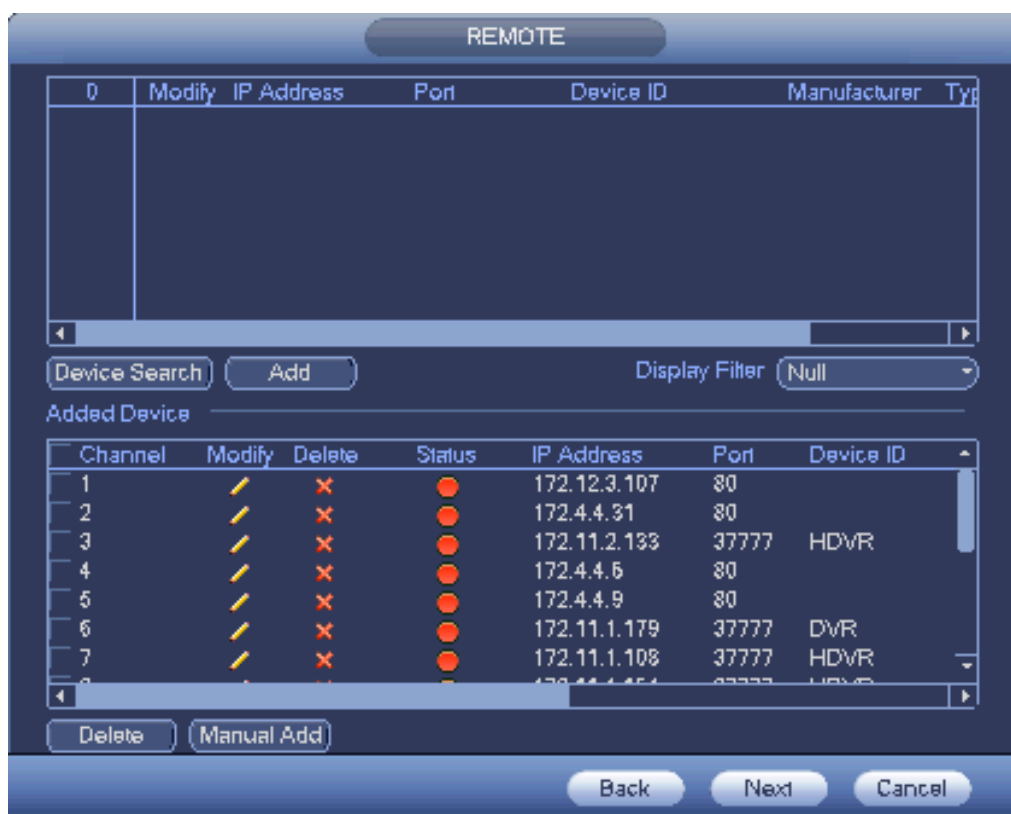 REMOTE
0 Modify IP Address Port Device ID Manufacturer
Device Search Add Display Filter Null
Added Device
Channel Modify Delete Status IP Address Port Device ID
1 172.12.3.107 80
2 172.4.4.31 80
3 172.11.2.133 37777 HDVR
4 172.4.4.5 80
5 172.4.4.9 80
6 172.11.1.179 37777 DVR
7 172.11.1.108 37777 HDVR
Delete Manual Add
Back Next Cancel